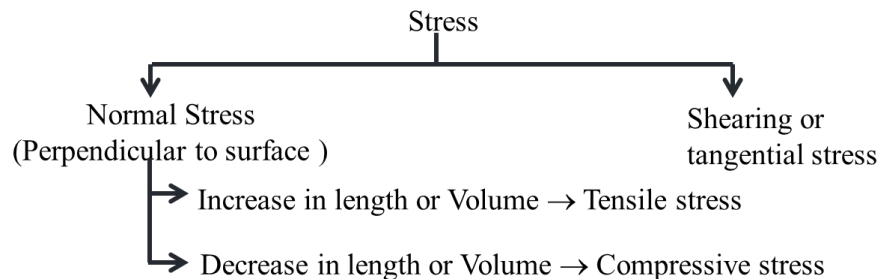 Stress
Normal Stress
(Perpendicular to surface )
Shearing or
tangential stress
Increase in length or Volume → Tensile stress
Decrease in length or Volume → Compressive stress